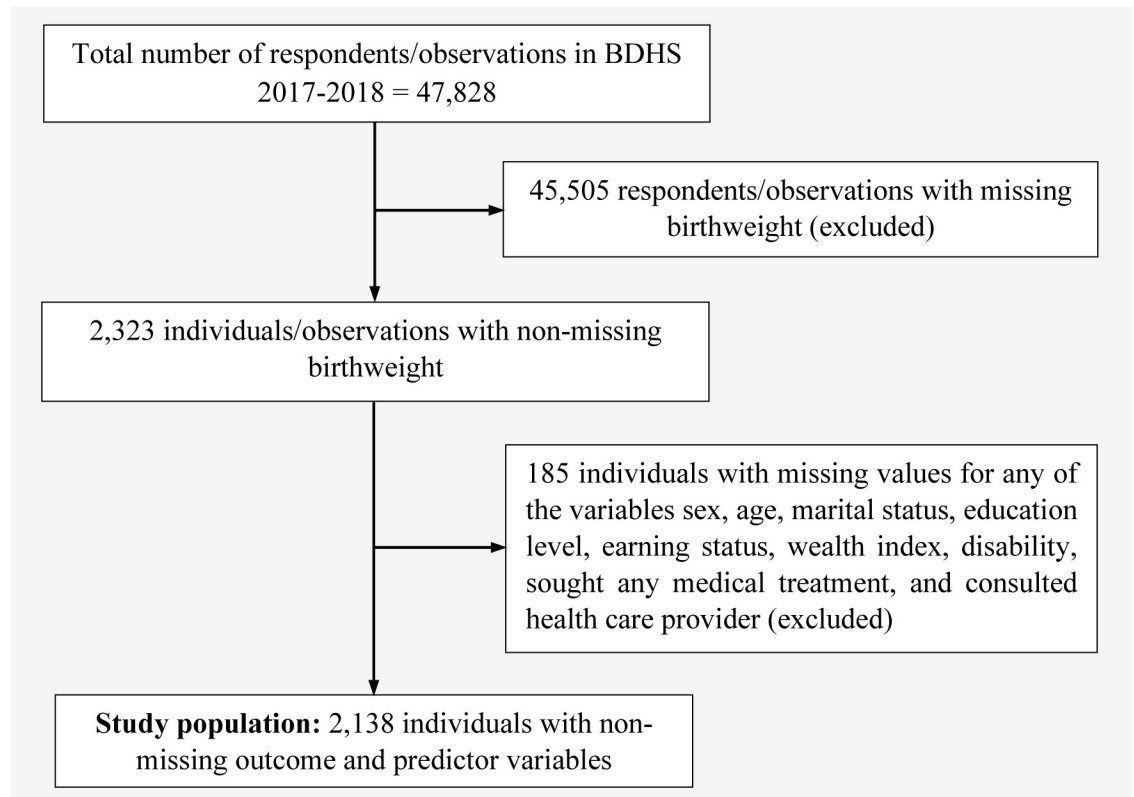 Total number of respondents/observations in BDHS
2017-2018 = 47,828
45,505 respondents/observations with missing
birthweight (excluded)
2,323 individuals/observations with non-missing
birthweight
185 individuals with missing values for any of
the variables sex, age, marital status, education
level, earning status, wealth index, disability,
sought any medical treatment, and consulted
health care provider (excluded)
Study population: 2,138 individuals with non-
missing outcome and predictor variables